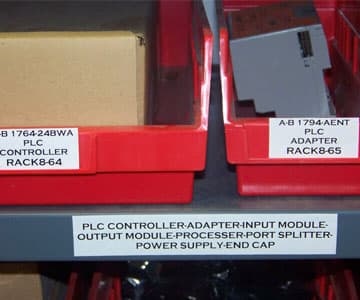 A-B 1764-24BWA
PLC
CONTROLLER
RACK8-64
A-B 1794-AENT
PLC
ADAPTER
RACK8-65
PLC CONTROLLER-ADAPTER-INPUT MODULE-
OUTPUT MODULE-PROCESSER-PORT SPLITTER-
POWER SUPPLY-END CAP